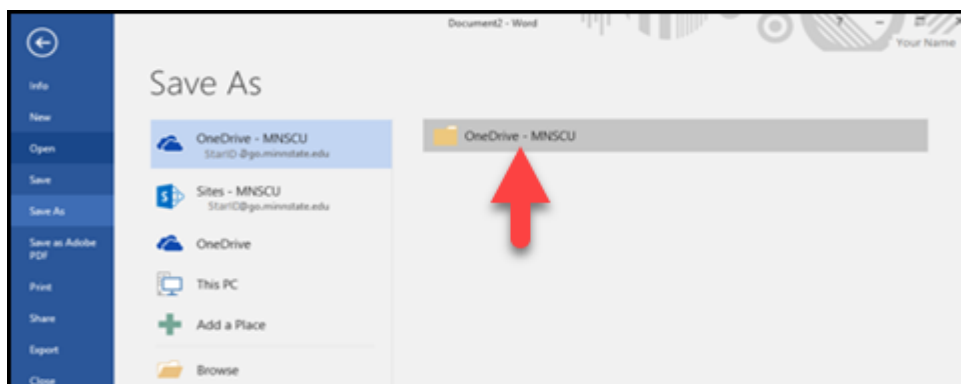 Document2 - Word
? 
Your Name
Info
New
Open
Save
Save As
Save as Adobe
PDF
Print
Share
Export
Close
Save As
OneDrive - MNSCU
StarID@go.minnstate.edu
Sites - MNSCU
StarID@go.minnstate.edu
OneDrive
This PC
Add a Place
Browse
OneDrive - MNSCU